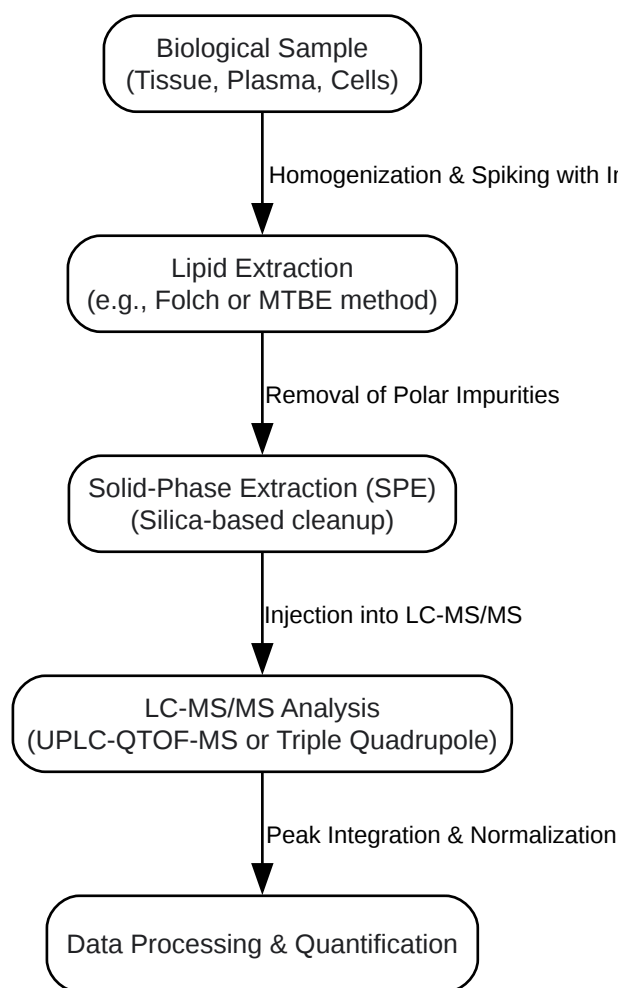 Biological Sample
(Tissue, Plasma, Cells)
Homogenization & Spiking with
Lipid Extraction
(e.g., Folch or MTBE method)
Removal of Polar Impurities
Solid-Phase Extraction (SPE)
(Silica-based cleanup)
Injection into LC-MS/MS
LC-MS/MS Analysis
(UPLC-QTOF-MS or Triple Quadrupole)
Peak Integration & Normalization
Data Processing & Quantification